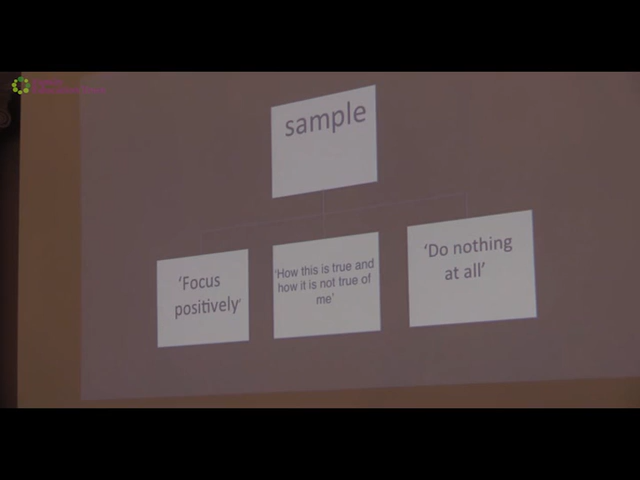 sample
‘Focus
positively‘
‘How this is true and
how it is not true of
me’
‘Do nothing
at all’